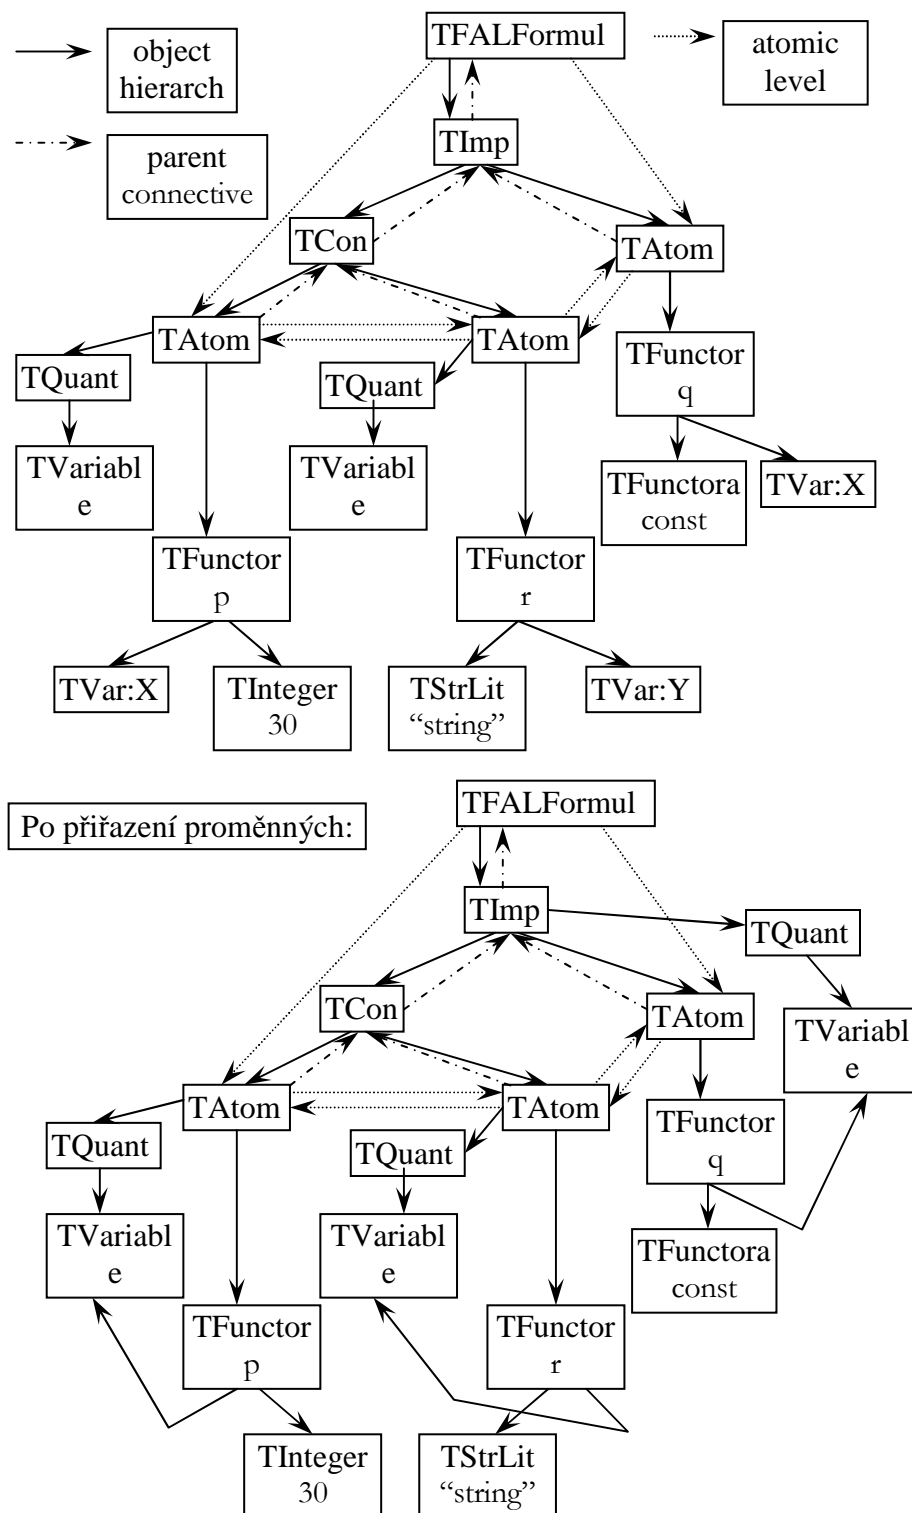 object
hierarch
TFALFormul
atomic
level
parent
connective
TImp
TCon
TAtom
TAtom
TAtom
TQuant
TQuant
TFunctor
q
TVariabl
e
TVariabl
e
TFunctora
const
TVar:X
TFunctor
p
TFunctor
r
TVar:X
TInteger
30
TStrLit
“string”
TVar:Y
Po přiřazení proměnných:
TFALFormul
TImp
TQuant
TCon
TAtom
TVariabl
e
TAtom
TAtom
TQuant
TQuant
TFunctor
q
TVariabl
e
TVariabl
e
TFunctora
const
TFunctor
p
TFunctor
r
TInteger
30
TStrLit
“string”